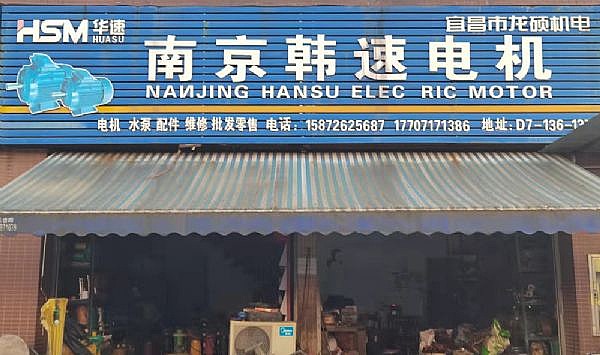 HSM 华速
HUASU
宜昌市龙硕机电
南京韩速电机
NANJING HANSU ELEC RIC MOTOR
电机 水泵 配件 维修 批发零售 电话: 15872625687 17707171386 地址: D7-136-13
Midea